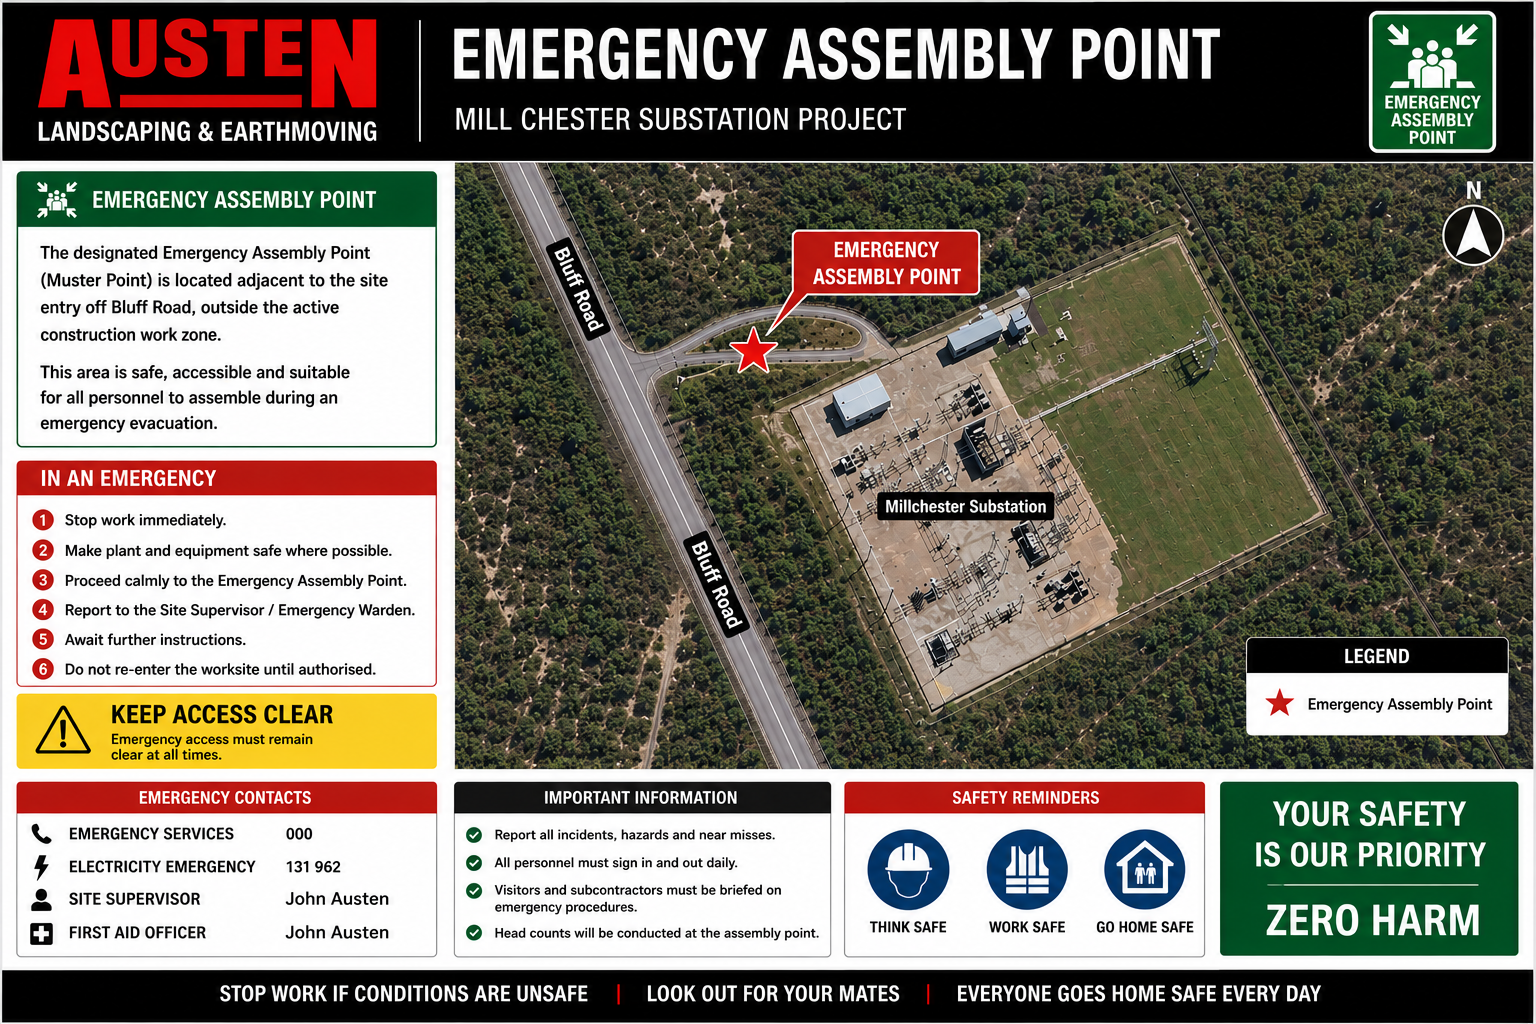 AUSTEN
LANDSCAPING & EARTHMOVING
EMERGENCY ASSEMBLY POINT
MILL CHESTER SUBSTATION PROJECT
EMERGENCY
ASSEMBLY
POINT
EMERGENCY ASSEMBLY POINT
The designated Emergency Assembly Point
(Muster Point) is located adjacent to the site
entry off Bluff Road, outside the active
construction work zone.
This area is safe, accessible and suitable
for all personnel to assemble during an
emergency evacuation.
IN AN EMERGENCY
1 Stop work immediately.
2 Make plant and equipment safe where possible.
3 Proceed calmly to the Emergency Assembly Point.
4 Report to the Site Supervisor / Emergency Warden.
5 Await further instructions.
6 Do not re-enter the worksite until authorised.
KEEP ACCESS CLEAR
Emergency access must remain
clear at all times.
Bluff Road
EMERGENCY
ASSEMBLY POINT
N
Millchester Substation
Bluff Road
LEGEND
Emergency Assembly Point
EMERGENCY CONTACTS
EMERGENCY SERVICES 000
ELECTRICITY EMERGENCY 131 962
SITE SUPERVISOR John Austen
FIRST AID OFFICER John Austen
IMPORTANT INFORMATION
Report all incidents, hazards and near misses.
All personnel must sign in and out daily.
Visitors and subcontractors must be briefed on
emergency procedures.
Head counts will be conducted at the assembly point.
SAFETY REMINDERS
THINK SAFE
WORK SAFE
GO HOME SAFE
YOUR SAFETY
IS OUR PRIORITY
ZERO HARM
STOP WORK IF CONDITIONS ARE UNSAFE | LOOK OUT FOR YOUR MATES | EVERYONE GOES HOME SAFE EVERY DAY